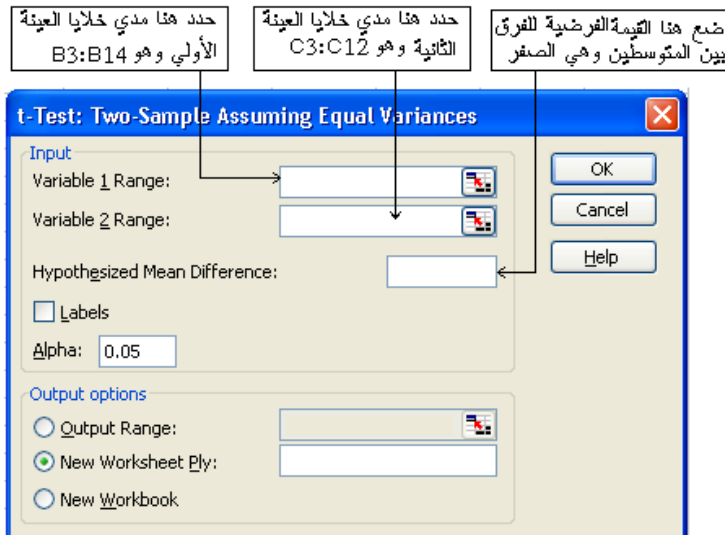 حدد هنا مدي خلايا العينة
الأولي وهو B3:B14
حدد هنا مدي خلايا العينة
الثانية وهو C3:C12
ضع هنا القيمة الفرضية للفرق
بين المتوسطين وهي الصفر
t-Test: Two-Sample Assuming Equal Variances
Input
Variable 1 Range:
Variable 2 Range:
Hypothesized Mean Difference:
Labels
Alpha: 0.05
OK
Cancel
Help
Output options
Output Range:
New Worksheet Ply:
New Workbook